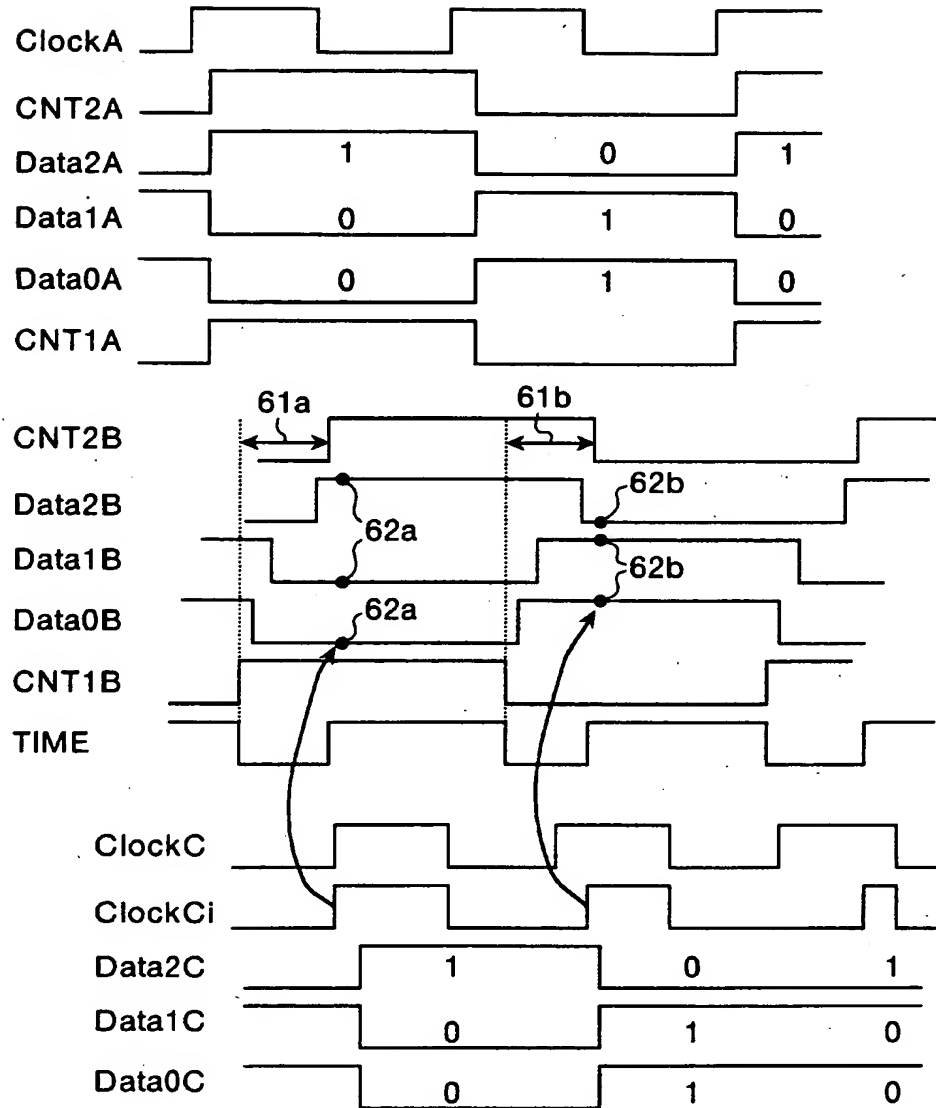 ClockA
CNT2A
Data2A 1 0 1
Data1A 0 1 0
Data0A 0 1 0
CNT1A
61a 61b
CNT2B
Data2B 62b
62a
Data1B 62b
Data0B 62a
CNT1B
TIME
ClockC
ClockCi
Data2C 1 0 1
Data1C 0 1 0
Data0C 0 1 0